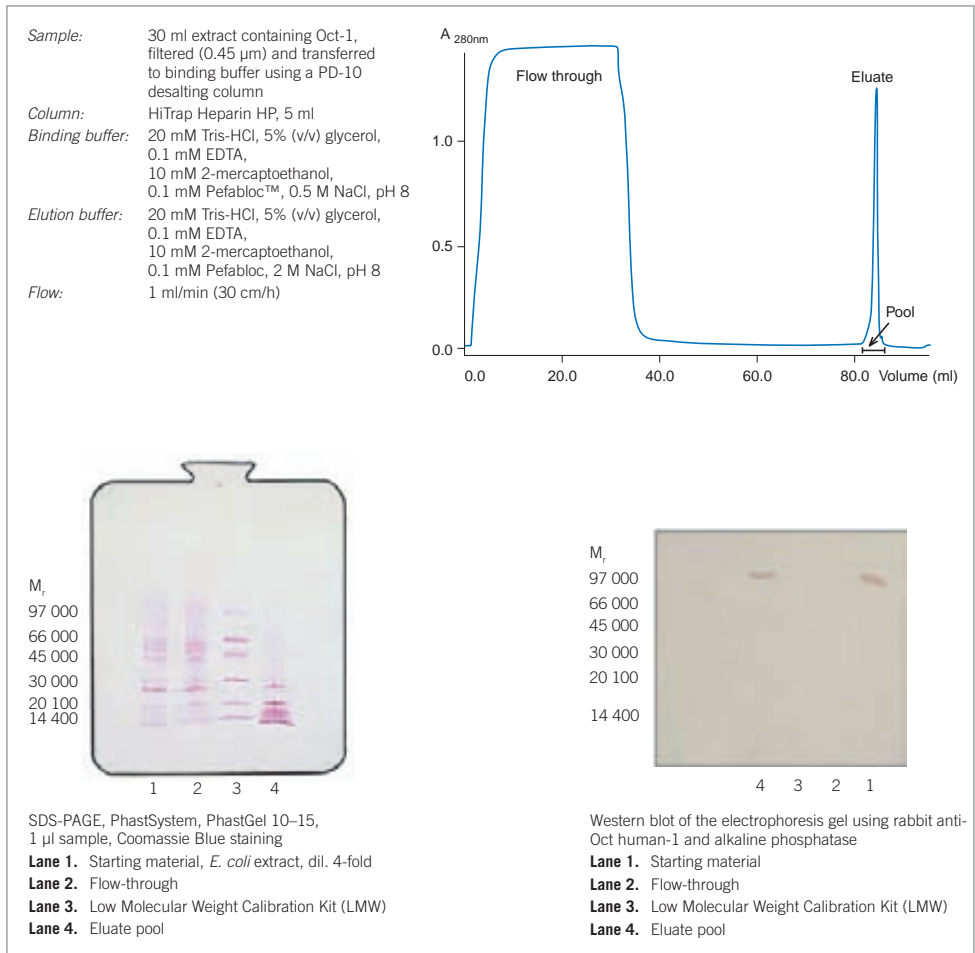 Sample: 30 ml extract containing Oct-1,
filtered (0.45 µm) and transferred
to binding buffer using a PD-10
desalting column
Column: HiTrap Heparin HP, 5 ml
Binding buffer: 20 mM Tris-HCl, 5% (v/v) glycerol,
0.1 mM EDTA,
10 mM 2-mercaptoethanol,
0.1 mM Pefabloc™, 0.5 M NaCl, pH 8
Elution buffer: 20 mM Tris-HCl, 5% (v/v) glycerol,
0.1 mM EDTA,
10 mM 2-mercaptoethanol,
0.1 mM Pefabloc, 2 M NaCl, pH 8
Flow: 1 ml/min (30 cm/h)
A 280nm
Flow through
Eluate
1.0
0.5
Pool
0.0
0.0 20.0 40.0 60.0 80.0 Volume (ml)
Mr
97 000
66 000
45 000
30 000
20 100
14 400
1 2 3 4
SDS-PAGE, PhastSystem, PhastGel 10–15,
1 µl sample, Coomassie Blue staining
Lane 1. Starting material, E. coli extract, dil. 4-fold
Lane 2. Flow-through
Lane 3. Low Molecular Weight Calibration Kit (LMW)
Lane 4. Eluate pool
Mr
97 000
66 000
45 000
30 000
20 100
14 400
4 3 2 1
Western blot of the electrophoresis gel using rabbit anti-
Oct human-1 and alkaline phosphatase
Lane 1. Starting material
Lane 2. Flow-through
Lane 3. Low Molecular Weight Calibration Kit (LMW)
Lane 4. Eluate pool